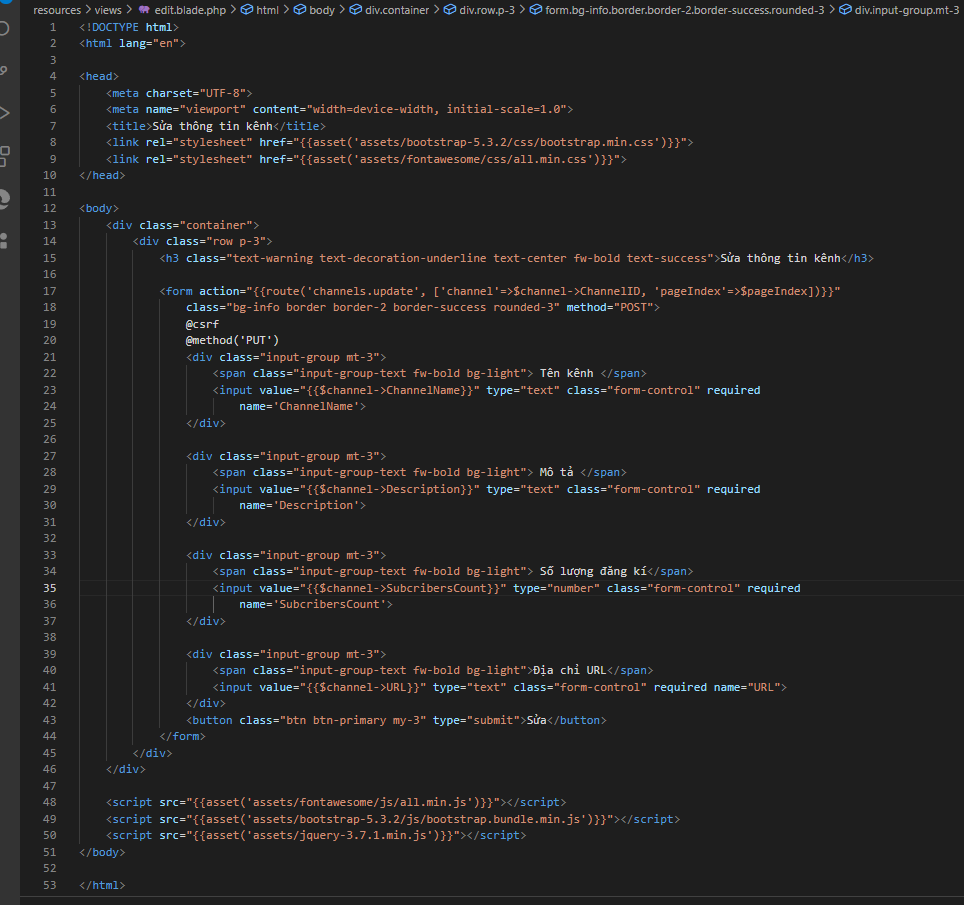 resources > views > edit.blade.php > html > body > div.container > div.row.p-3 > form.bg-info.border.border-2.border-success.rounded-3 > div.input-group.mt-3
1 <!DOCTYPE html>
2 <html lang="en">
3
4 <head>
5 <meta charset="UTF-8">
6 <meta name="viewport" content="width=device-width, initial-scale=1.0">
7 <title>Sửa thông tin kênh</title>
8 <link rel="stylesheet" href="{{asset('assets/bootstrap-5.3.2/css/bootstrap.min.css')}}">
9 <link rel="stylesheet" href="{{asset('assets/fontawesome/css/all.min.css')}}">
10 </head>
11
12 <body>
13 <div class="container">
14 <div class="row p-3">
15 <h3 class="text-warning text-decoration-underline text-center fw-bold text-success">Sửa thông tin kênh</h3>
16
17 <form action="{{route('channels.update', ['channel'=>$channel->ChannelID, 'pageIndex'=>$pageIndex])}}"
18 class="bg-info border border-2 border-success rounded-3" method="POST">
19 @csrf
20 @method('PUT')
21 <div class="input-group mt-3">
22 <span class="input-group-text fw-bold bg-light"> Tên kênh </span>
23 <input value="{{$channel->ChannelName}}" type="text" class="form-control" required
24 name='ChannelName'>
25 </div>
26
27 <div class="input-group mt-3">
28 <span class="input-group-text fw-bold bg-light"> Mô tả </span>
29 <input value="{{$channel->Description}}" type="text" class="form-control" required
30 name='Description'>
31 </div>
32
33 <div class="input-group mt-3">
34 <span class="input-group-text fw-bold bg-light"> Số lượng đăng kí</span>
35 <input value="{{$channel->SubcribersCount}}" type="number" class="form-control" required
36 name='SubcribersCount'>
37 </div>
38
39 <div class="input-group mt-3">
40 <span class="input-group-text fw-bold bg-light">Địa chỉ URL</span>
41 <input value="{{$channel->URL}}" type="text" class="form-control" required name="URL">
42 </div>
43 <button class="btn btn-primary my-3" type="submit">Sửa</button>
44 </form>
45 </div>
46 </div>
47
48 <script src="{{asset('assets/fontawesome/js/all.min.js')}}"></script>
49 <script src="{{asset('assets/bootstrap-5.3.2/js/bootstrap.bundle.min.js')}}"></script>
50 <script src="{{asset('assets/jquery-3.7.1.min.js')}}"></script>
51 </body>
52
53 </html>